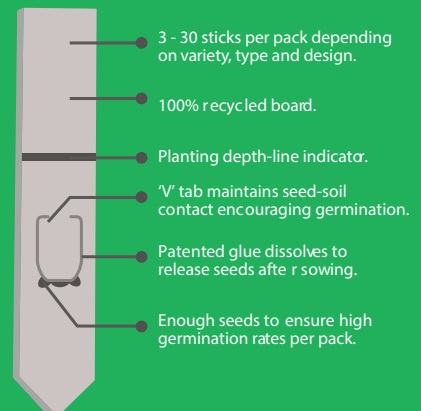 3 - 30 sticks per pack depending
on variety, type and design.
100% recycled board.
Planting depth-line indicator.
'V' tab maintains seed-soil
contact encouraging germination.
Patented glue dissolves to
release seeds after sowing.
Enough seeds to ensure high
germination rates per pack.